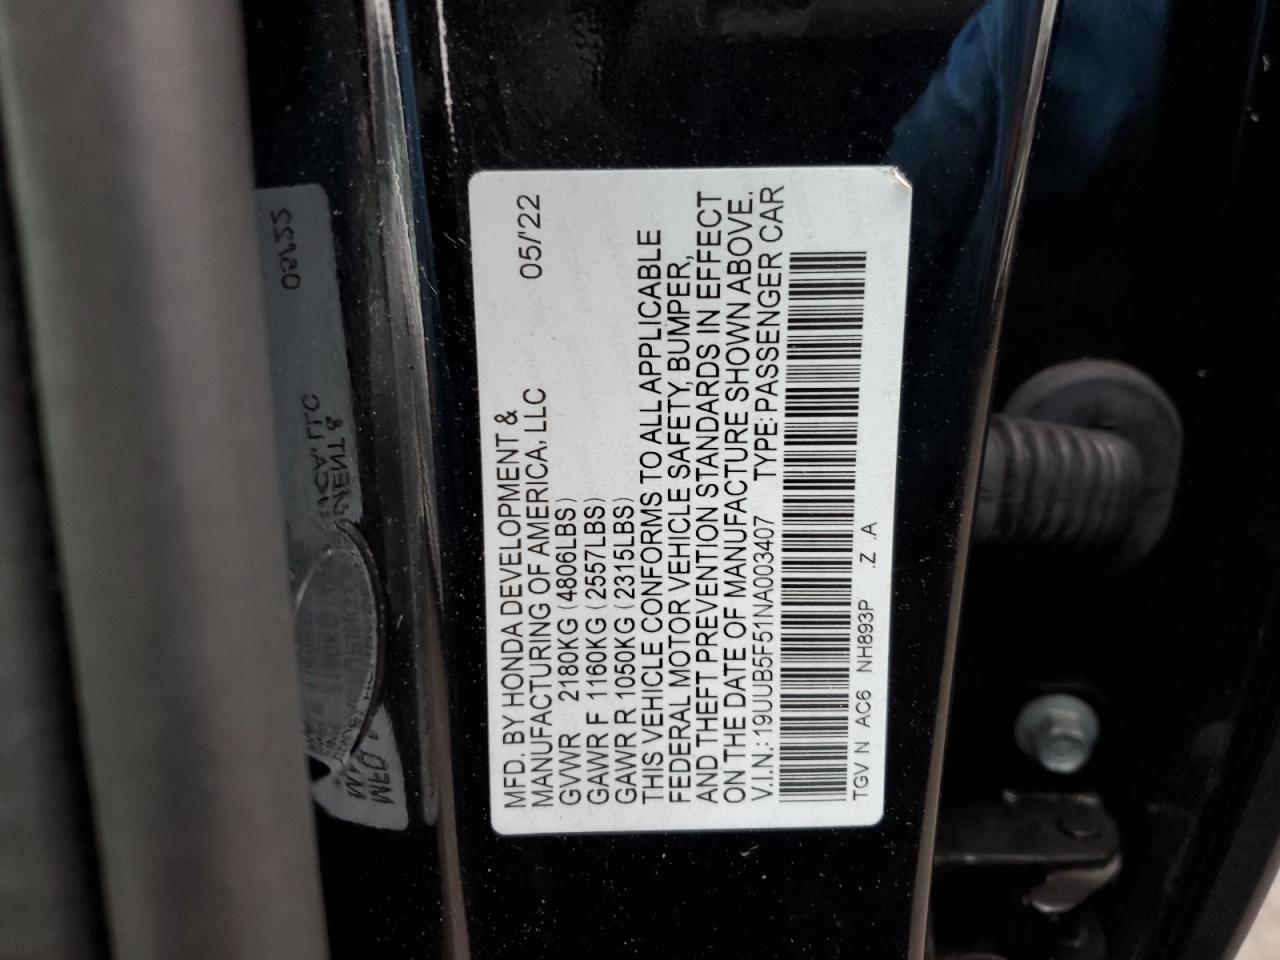 MFD. BY HONDA DEVELOPMENT & 05/'22
MANUFACTURING OF AMERICA, LLC
GVWR 2180KG (4806LBS)
GAWR F 1160KG (2557LBS)
GAWR R 1050KG (2315LBS)
THIS VEHICLE CONFORMS TO ALL APPLICABLE
FEDERAL MOTOR VEHICLE SAFETY, BUMPER,
AND THEFT PREVENTION STANDARDS IN EFFECT
ON THE DATE OF MANUFACTURE SHOWN ABOVE.
V.I.N.: 19UUB5F51NA003407 TYPE: PASSENGER CAR
TGV N AC6 NH893P .Z .A